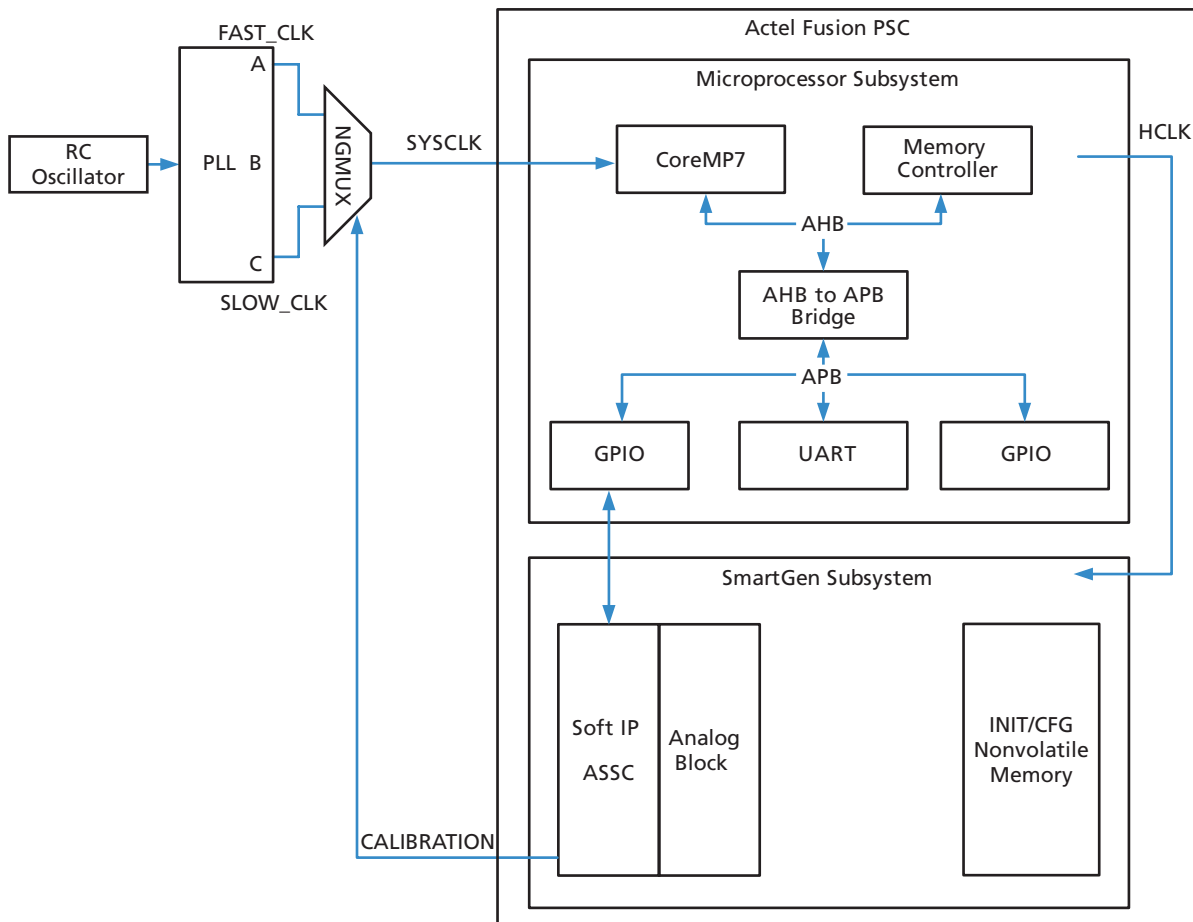 Actel Fusion PSC
FAST_CLK
A
Microprocessor Subsystem
RC
Oscillator
PLL B
NGMUX
SYSCLK
CoreMP7
Memory
Controller
HCLK
AHB
C
SLOW_CLK
AHB to APB
Bridge
APB
GPIO
UART
GPIO
SmartGen Subsystem
Soft IP
ASSC
Analog
Block
INIT/CFG
Nonvolatile
Memory
CALIBRATION